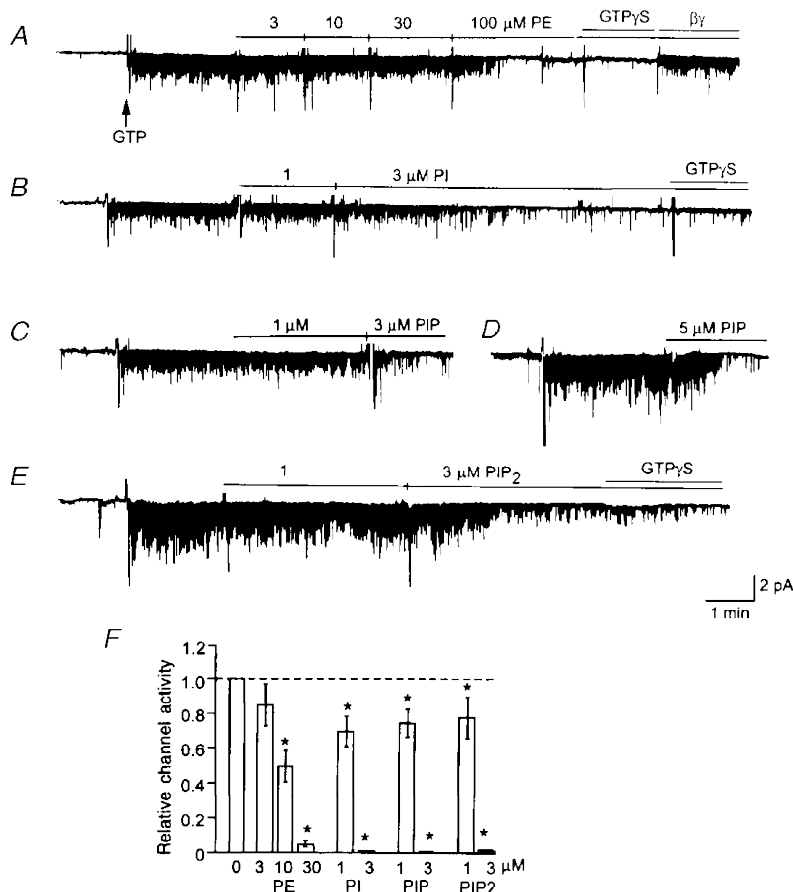 A
3 10 30 100 µM PE GTPγS βγ
GTP
B
1 3 µM PI GTPγS
C
1 µM 3 µM PIP
D
5 µM PIP
E
1 3 µM PIP2 GTPγS
2 pA
1 min
F
Relative channel activity
1.2
1.0
0.8
0.6
0.4
0.2
0
* * * * * * * *
0 3 10 30 1 3 1 3 1 3 µM
PE PI PIP PIP2